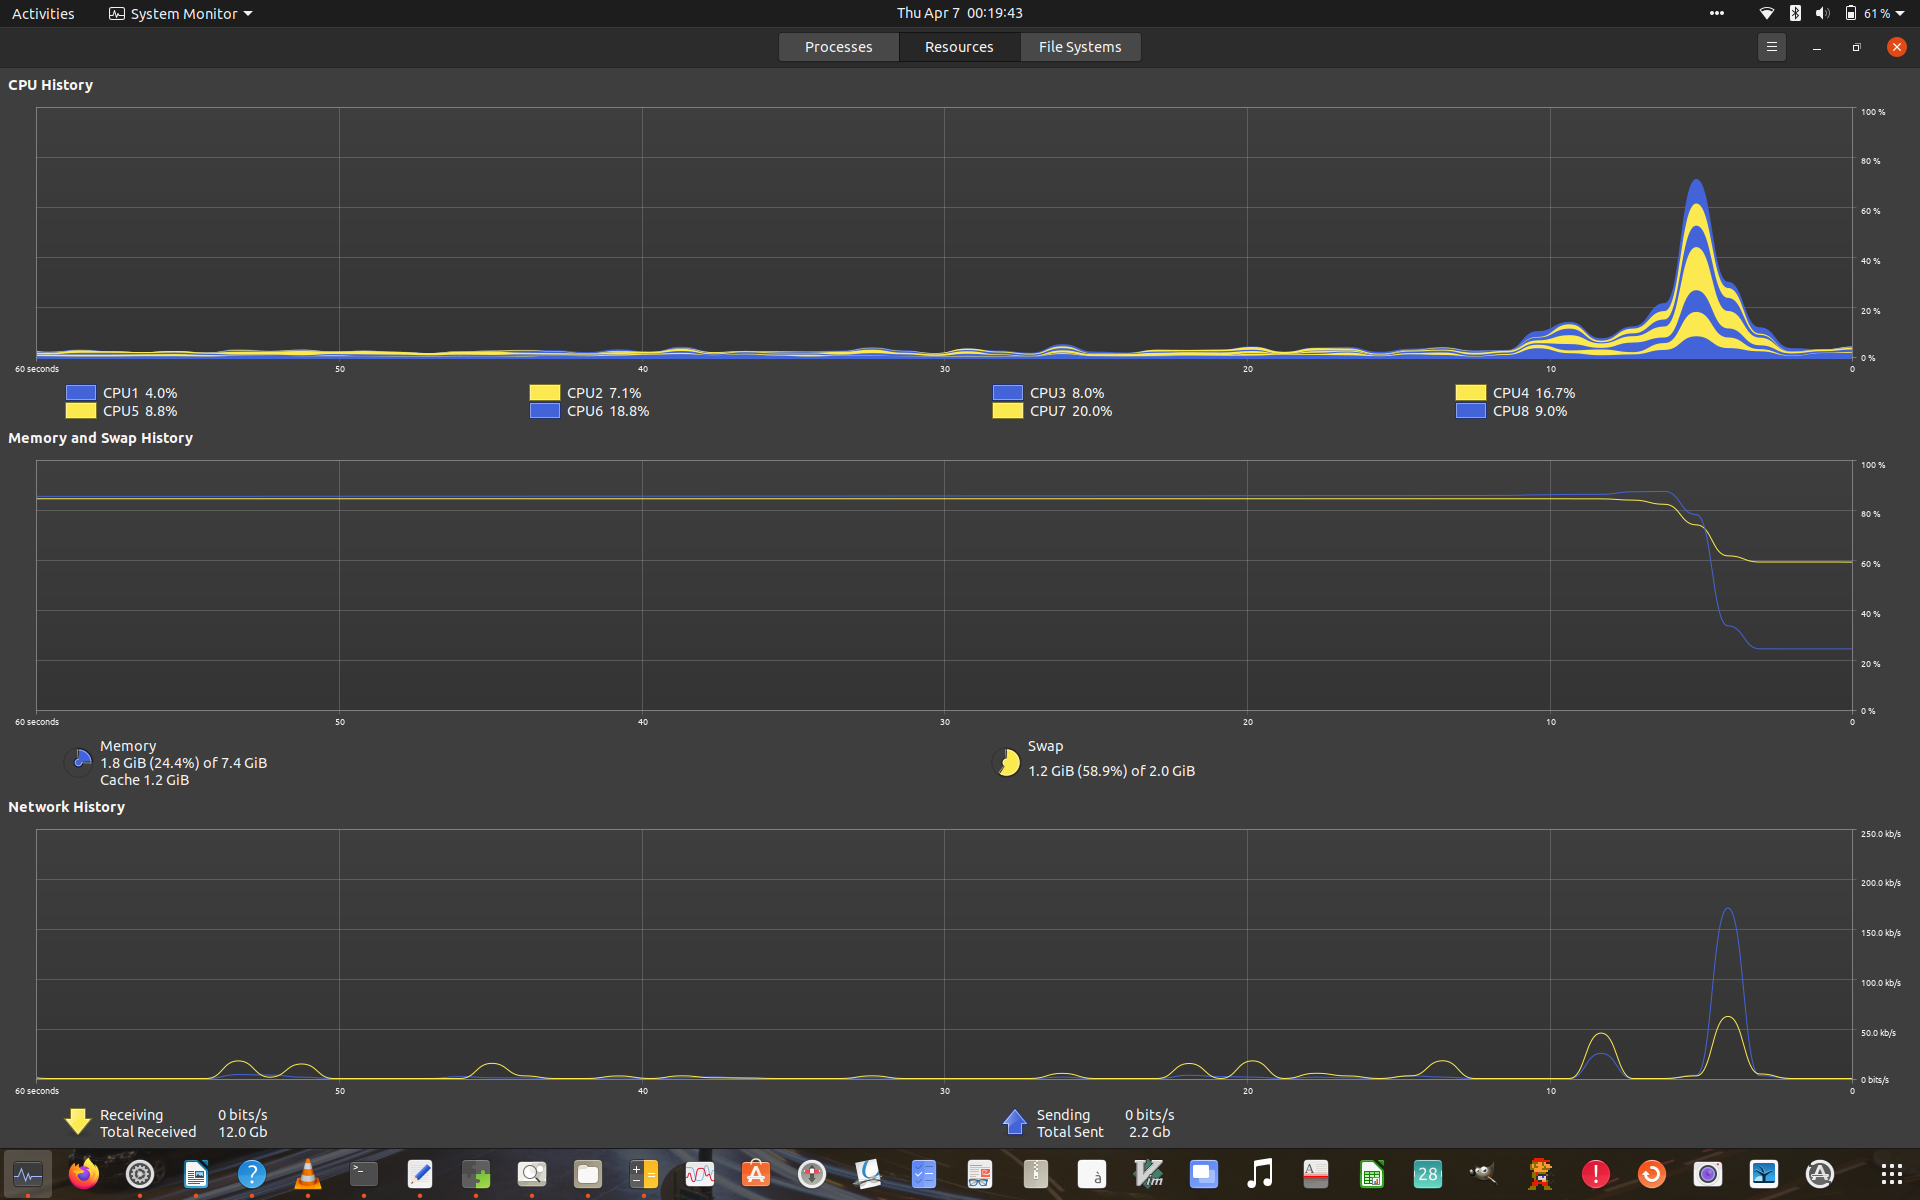 Activities System Monitor Thu Apr 7 00:19:43 61 %
Processes Resources File Systems
CPU History
100 %
80 %
60 %
40 %
20 %
0 %
60 seconds 50 40 30 20 10 0
CPU1 4.0% CPU2 7.1% CPU3 8.0% CPU4 16.7%
CPU5 8.8% CPU6 18.8% CPU7 20.0% CPU8 9.0%
Memory and Swap History
100 %
80 %
60 %
40 %
20 %
0 %
60 seconds 50 40 30 20 10 0
Memory Swap
1.8 GiB (24.4%) of 7.4 GiB 1.2 GiB (58.9%) of 2.0 GiB
Cache 1.2 GiB
Network History
250.0 kb/s
200.0 kb/s
150.0 kb/s
100.0 kb/s
50.0 kb/s
0 bits/s
60 seconds 50 40 30 20 10 0
Receiving 0 bits/s Sending 0 bits/s
Total Received 12.0 Gb Total Sent 2.2 Gb
? >_ à Vim A 28 !